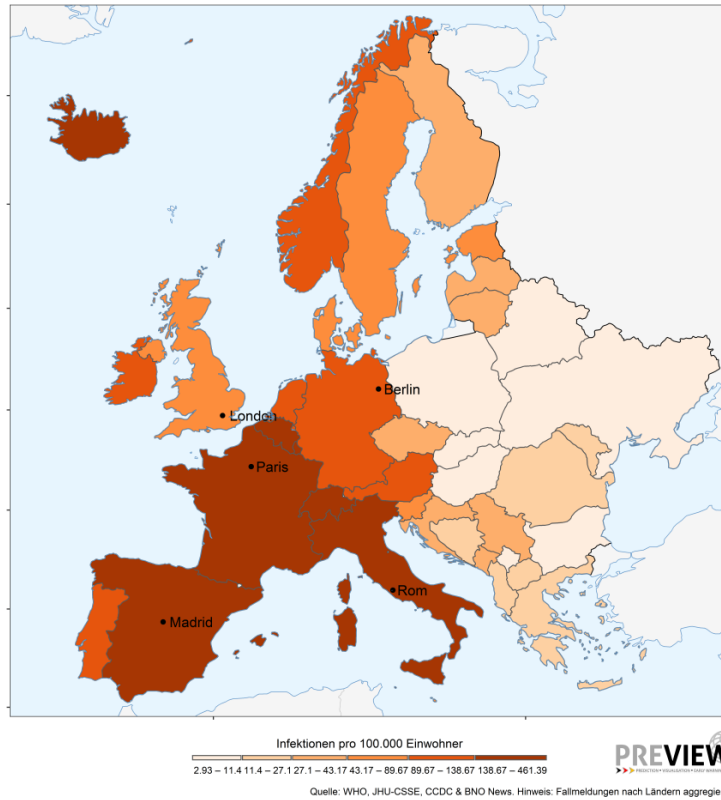 Berlin
London
Paris
Rom
Madrid
Infektionen pro 100.000 Einwohner
2.93 – 11.4 11.4 – 27.1 27.1 – 43.17 43.17 – 89.67 89.67 – 138.67 138.67 – 461.39
PREVIEW
Quelle: WHO, JHU-CSSE, CCDC & BNO News. Hinweis: Fallmeldungen nach Ländern aggregie